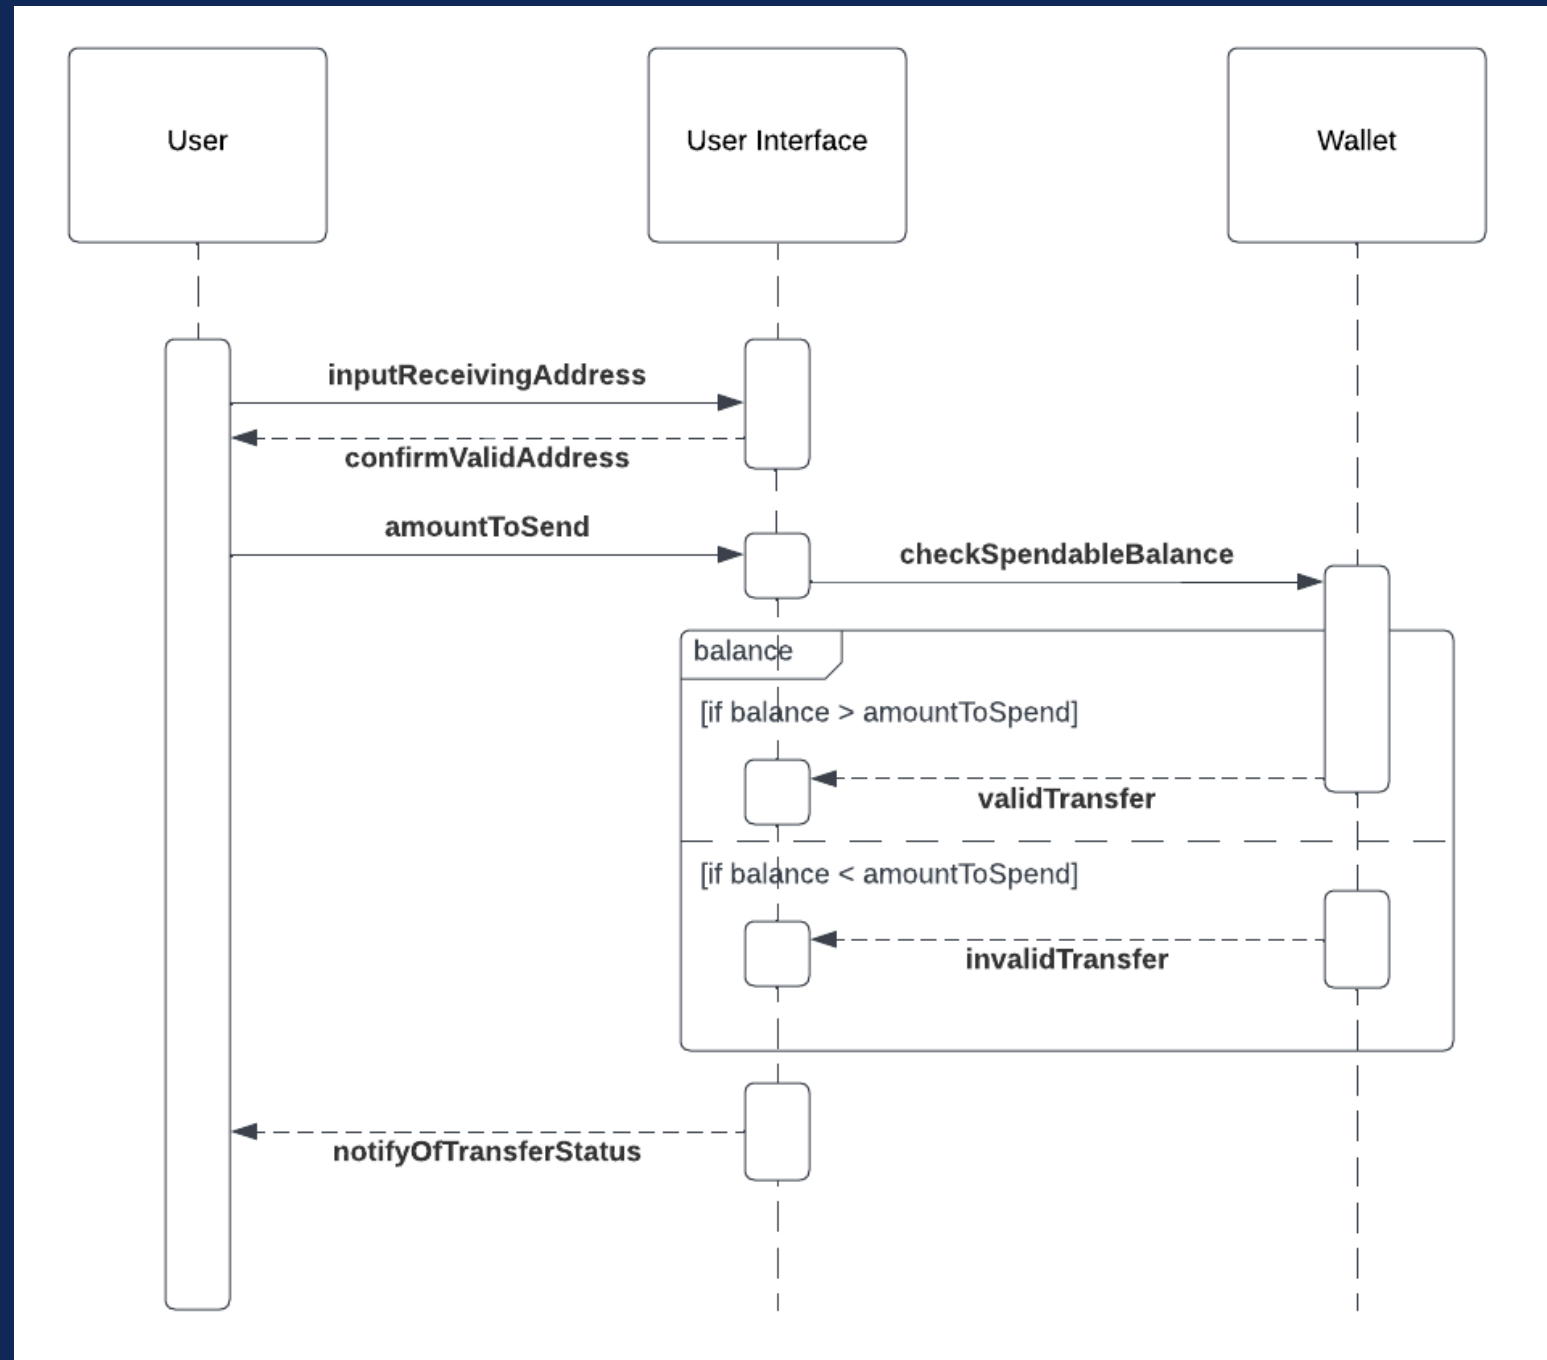 User
User Interface
Wallet
inputReceivingAddress
confirmValidAddress
amountToSend
checkSpendableBalance
balance
[if balance > amountToSpend]
validTransfer
[if balance < amountToSpend]
invalidTransfer
notifyOfTransferStatus